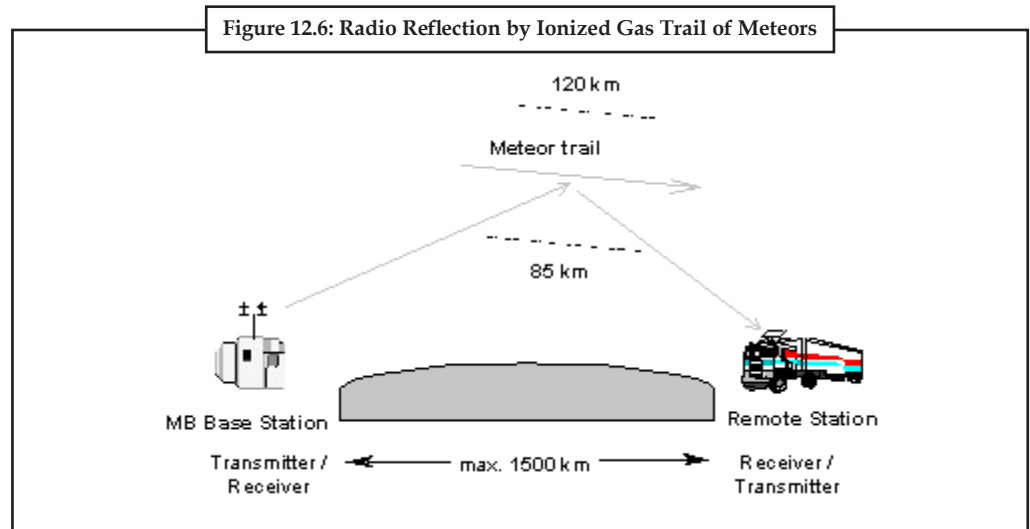 Figure 12.6: Radio Reflection by Ionized Gas Trail of Meteors
120 km
Meteor trail
85 km
MB Base Station
Remote Station
Transmitter /
Receiver
max. 1500 km
Receiver /
Transmitter